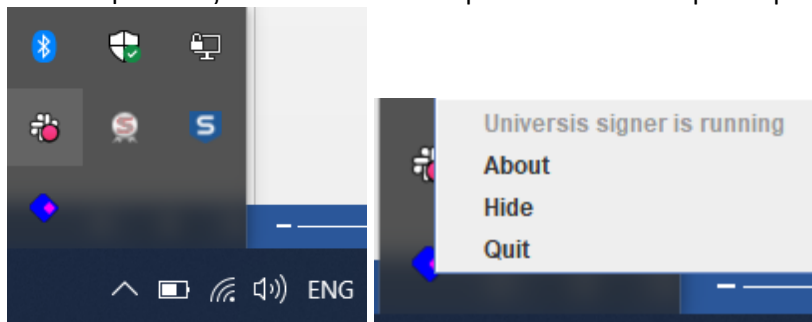 S
S
ENG
Universis signer is running
About
Hide
Quit